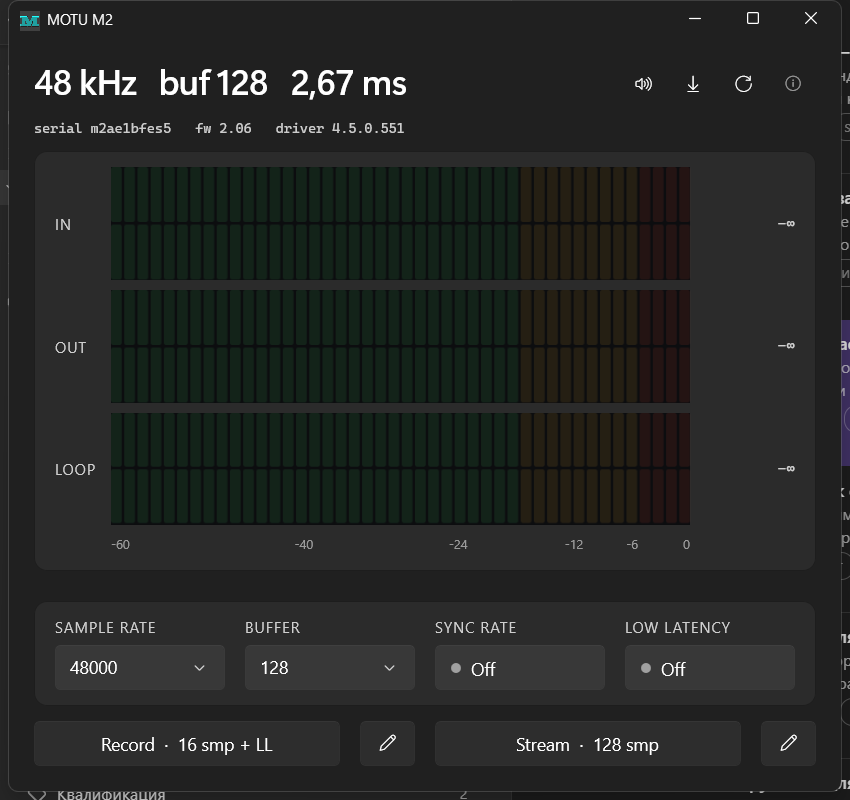 MOTU M2
48 kHz buf 128 2,67 ms
serial m2ae1bfes5 fw 2.06 driver 4.5.0.551
IN -∞
OUT -∞
LOOP -∞
-60 -40 -24 -12 -6 0
SAMPLE RATE BUFFER SYNC RATE LOW LATENCY
48000 128 Off Off
Record · 16 smp + LL Stream · 128 smp
Квалификация 2